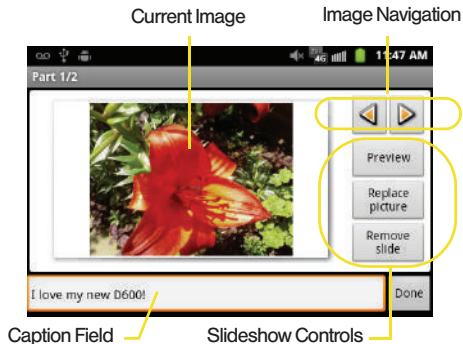 Current Image
Image Navigation
4G
11:47 AM
Part 1/2
Preview
Replace
picture
Remove
slide
I love my new D600!
Done
Caption Field
Slideshow Controls